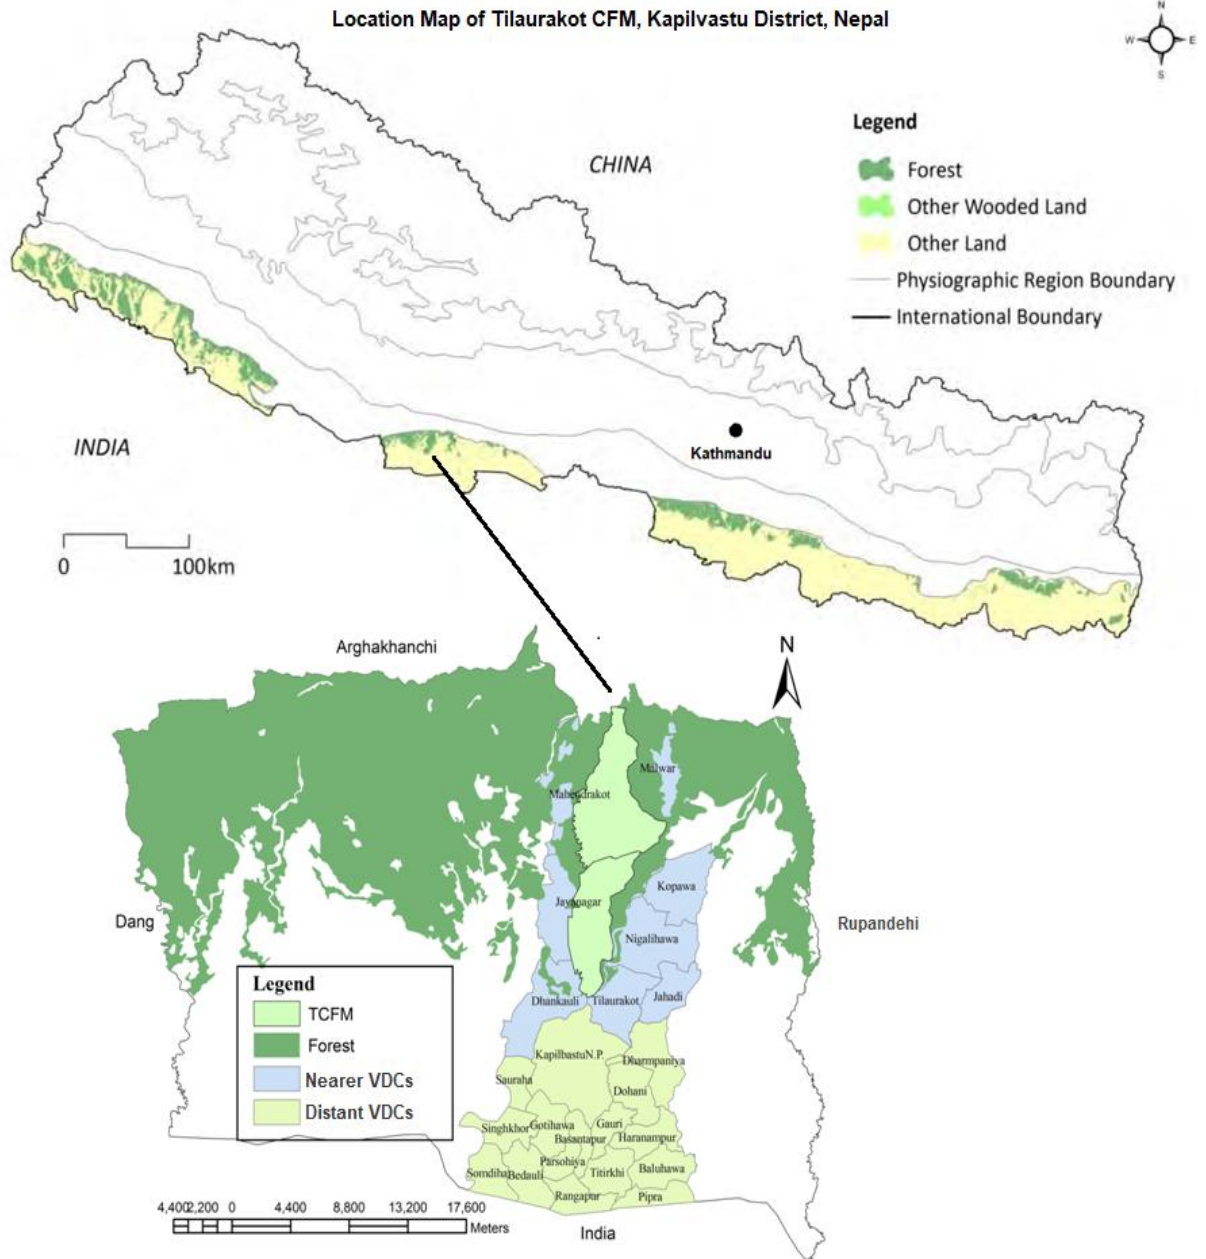 Location Map of Tilaurakot CFM, Kapilvastu District, Nepal
N
W
E
S
CHINA
Legend
Forest
Other Wooded Land
Other Land
Physiographic Region Boundary
International Boundary
INDIA
Kathmandu
0 100km
Arghakhanchi
N
Malwar
Mahendrakot
Kopawa
Jayanagar
Dang
Rupandehi
Nigalihawa
Legend
TCFM
Forest
Nearer VDCs
Distant VDCs
Dhankauli
Tilaurakot
Jahadi
KapilbastuN.P.
Dharmpaniya
Sauraha
Dohani
Singhkhor
Gotihawa
Gauri
Basantapur
Haranampur
Parsohiya
Somdiha
Bedauli
Titirkhi
Baluhawa
Rangapur
Pipra
4,400 2,200 0 4,400 8,800 13,200 17,600
Meters
India